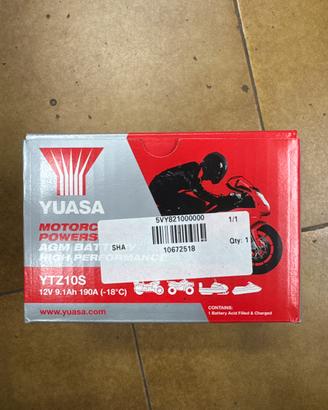 YUASA
MOTORC
POWERS
AGM BATTERY
HIGH PERFORMANCE
5VY821000000 1/1
SHA Qty: 1
10672518
YTZ10S
12V 9.1Ah 190A (-18°C)
www.yuasa.com
CONTAINS:
1 Battery Acid Filled & Charged